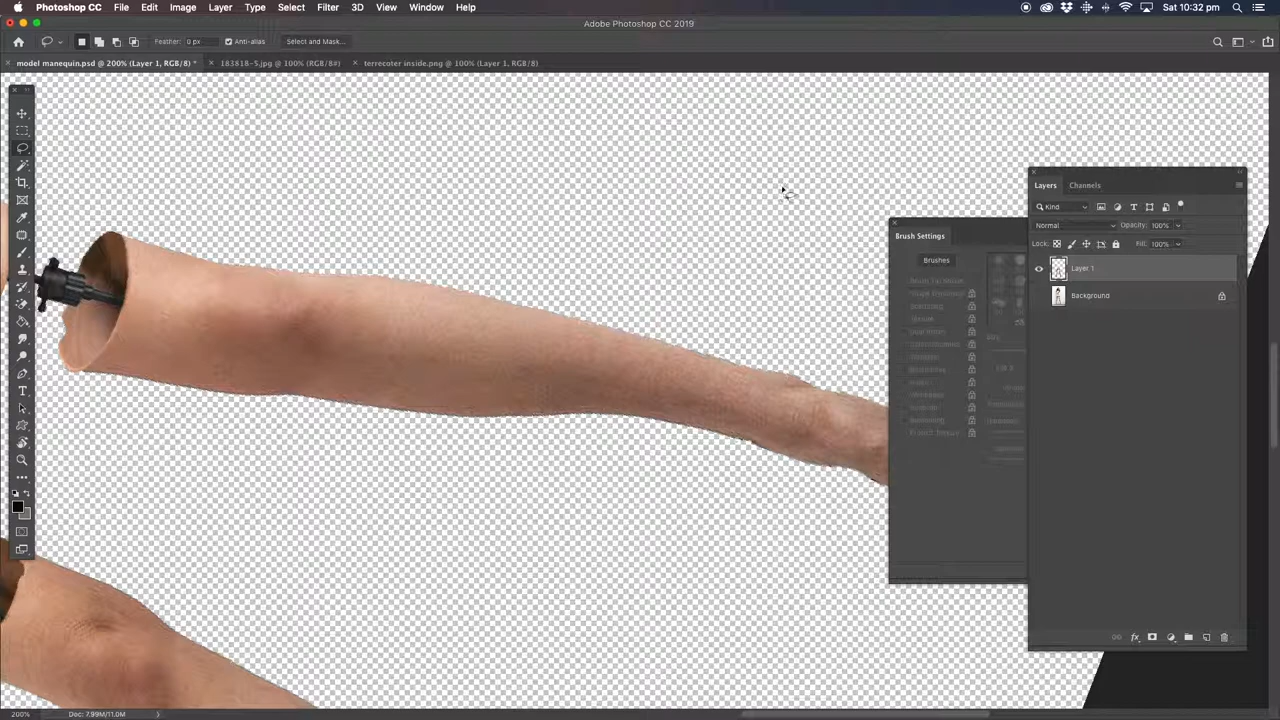 Photoshop CC File Edit Image Layer Type Select Filter 3D View Window Help Sat 10:32 pm
Adobe Photoshop CC 2019
Feather: 0 px Anti-alias Select and Mask...
model manequin.psd @ 200% (Layer 1, RGB/8) * 183818-5.jpg @ 100% (RGB/8#) terrecoter inside.png @ 100% (Layer 1, RGB/8)
Layers Channels
Kind
Normal Opacity: 100%
Brush Settings
Lock: Fill: 100%
Brushes
Layer 1
Background
200% Doc: 7.99M/11.0M